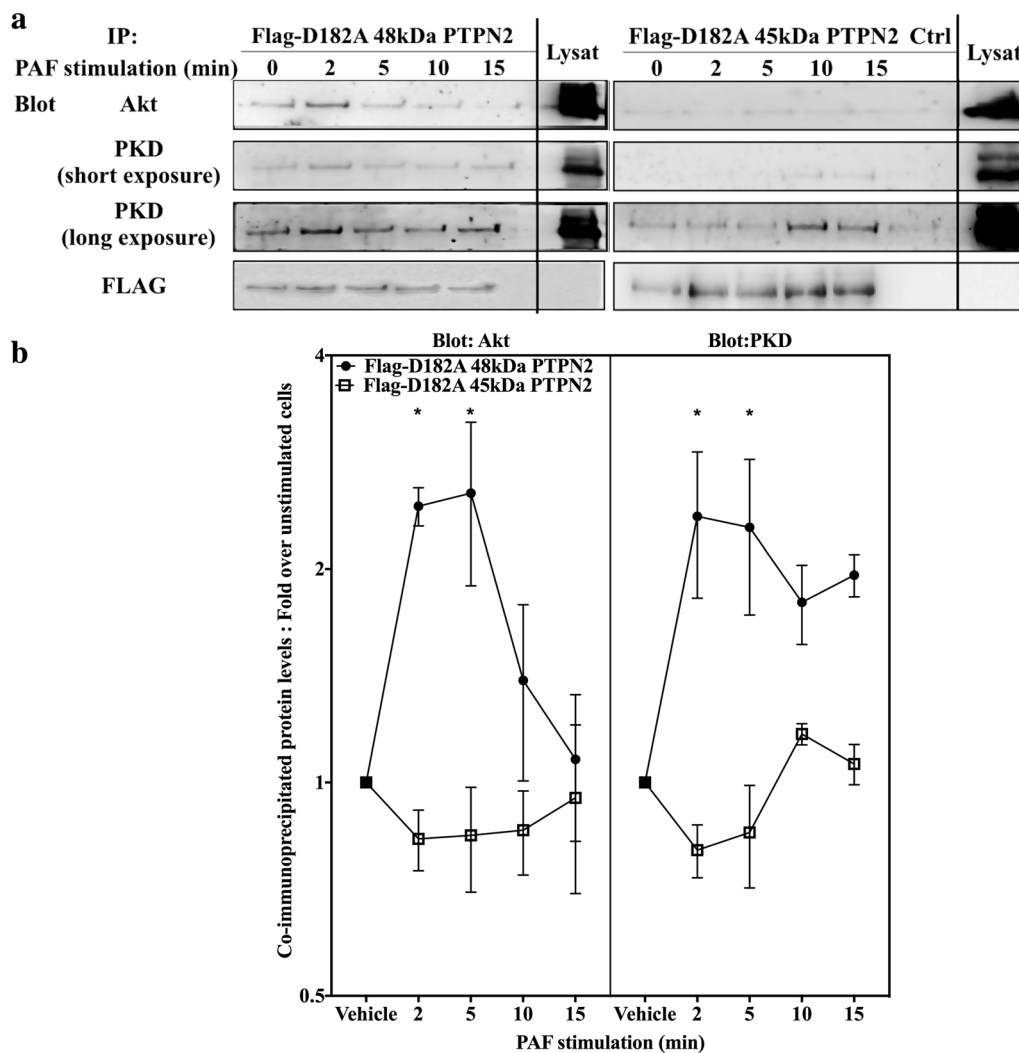 a
IP:
Flag-D182A 48kDa PTPN2
Lysat
Flag-D182A 45kDa PTPN2 Ctrl
Lysat
PAF stimulation (min)
0 2 5 10 15
0 2 5 10 15
Blot Akt
PKD
(short exposure)
PKD
(long exposure)
FLAG
b
Blot: Akt
Blot:PKD
Flag-D182A 48kDa PTPN2
Flag-D182A 45kDa PTPN2
* *
* *
Co-immunoprecipitated protein levels : Fold over unstimulated cells
4
2
1
0.5
Vehicle 2 5 10 15
Vehicle 2 5 10 15
PAF stimulation (min)